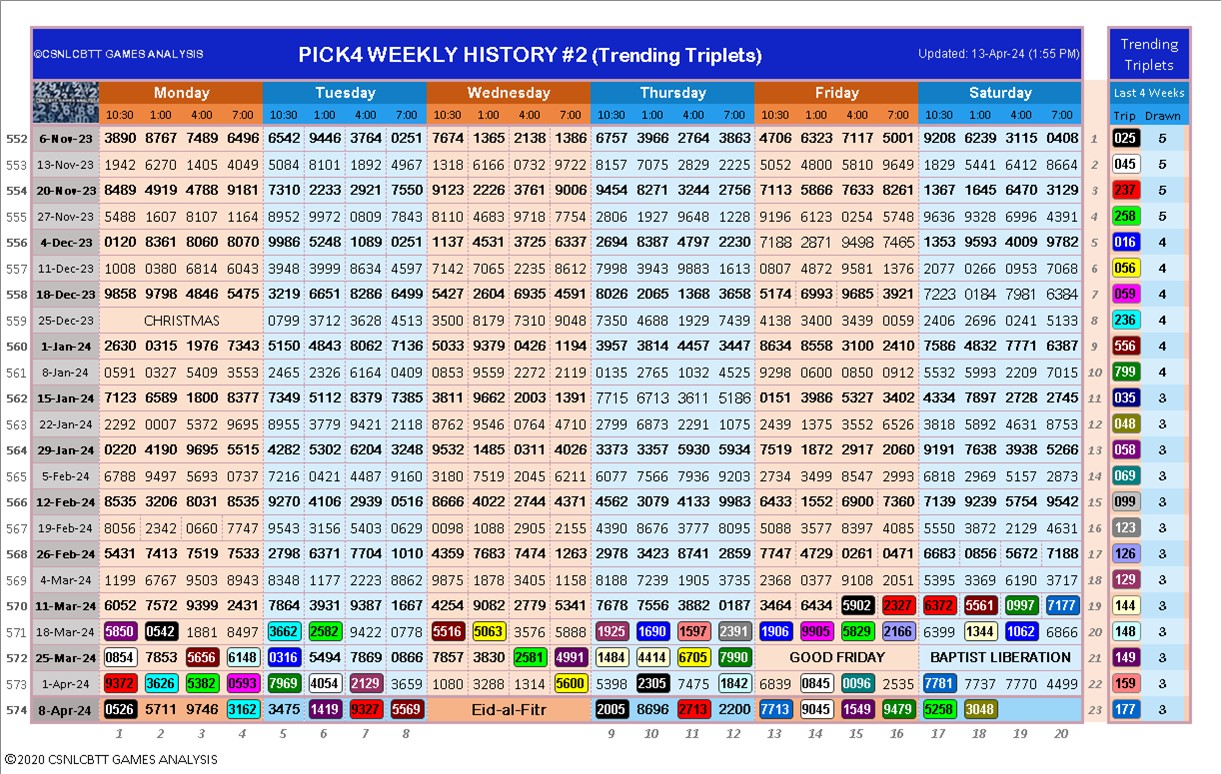 ©CSNLCBTT GAMES ANALYSIS PICK4 WEEKLY HISTORY #2 (Trending Triplets) Updated: 13-Apr-24 (1:55 PM) Trending Triplets
Monday Tuesday Wednesday Thursday Friday Saturday Last 4 Weeks
10:30 1:00 4:00 7:00 10:30 1:00 4:00 7:00 10:30 1:00 4:00 7:00 10:30 1:00 4:00 7:00 10:30 1:00 4:00 7:00 10:30 1:00 4:00 7:00 Trip Drawn
552 6-Nov-23 3890 8767 7489 6496 6542 9446 3764 0251 7674 1365 2138 1386 6757 3966 2764 3863 4706 6323 7117 5001 9208 6239 3115 0408 1 025 5
553 13-Nov-23 1942 6270 1405 4049 5084 8101 1892 4967 1318 6166 0732 9722 8157 7075 2820 2225 5052 4800 5810 9649 1829 5441 6412 8664 2 045 5
554 20-Nov-23 8489 4919 4788 9181 7310 2233 2921 7550 9123 2226 3761 9006 9454 8271 3244 2756 7113 5866 7633 8261 1367 1645 6470 3129 3 237 5
555 27-Nov-23 5488 1607 8107 1164 8952 9972 0809 7843 8110 4683 9718 7754 2806 1927 9648 1228 9196 6123 0254 5748 9636 9328 6996 4391 4 258 5
556 4-Dec-23 0120 8361 8060 8070 9986 5248 1089 0251 1137 4531 3725 6337 2694 8387 4797 2230 7188 2871 9498 7465 1353 9593 4009 9782 5 016 4
557 11-Dec-23 1008 0380 6814 6043 3948 3999 8634 4597 7142 7065 2235 8612 7998 3943 9883 1613 0807 4872 9581 1376 2077 0266 0953 7068 6 056 4
558 18-Dec-23 9858 9798 4846 5475 3219 6651 8286 6499 5427 2604 6935 4591 8026 2065 1368 3658 5174 6993 9685 3921 7223 0184 7981 6384 7 059 4
559 25-Dec-23 CHRISTMAS 0799 3712 3628 4513 3500 8179 7310 9048 7350 4688 1929 7439 4138 3400 3439 0059 2406 2696 0241 5133 8 236 4
560 1-Jan-24 2630 0315 1976 7343 5150 4843 8062 7136 5033 9379 0426 1194 3957 3814 4457 3447 8634 8558 3100 2410 7586 4832 7771 6387 9 556 4
561 8-Jan-24 0591 0327 5409 3553 2465 2326 6164 0409 0853 9559 2272 2119 0135 2765 1032 4525 9298 0600 0850 0912 5532 5993 2209 7015 10 799 4
562 15-Jan-24 7123 6589 1800 8377 7349 5112 8379 7385 3811 9662 2003 1391 7715 6713 3611 5186 0151 3986 5327 3402 4334 7897 2728 2745 11 035 3
563 22-Jan-24 2292 0007 5372 9695 8955 3779 9421 2118 8762 9546 0764 4710 2799 6873 2291 1075 2439 1375 3552 6526 3818 5892 4631 8753 12 048 3
564 29-Jan-24 0220 4190 9695 5515 4282 5302 6204 3248 9532 1485 0311 4026 3373 3357 5930 5934 7519 1872 2917 2060 9191 7638 3938 5266 13 058 3
565 5-Feb-24 6788 9497 5693 0737 7216 0421 4487 9160 3180 7519 2045 6211 6077 7566 7936 9203 2734 3499 8547 2993 6818 2969 5157 2873 14 069 3
566 12-Feb-24 8535 3206 8031 8535 9270 4106 2939 0516 8666 4022 2744 4371 4562 3079 4133 9983 6433 1552 6900 7360 7139 9239 5754 9542 15 099 3
567 19-Feb-24 8056 2342 0660 7747 9543 3156 5403 0629 0098 1088 2905 2155 4390 8676 3777 8095 5088 3577 8397 4085 5550 3872 2129 4631 16 123 3
568 26-Feb-24 5431 7413 7519 7533 2798 6371 7704 1010 4359 7683 7474 1263 2978 3423 8741 2859 7747 4729 0261 0471 6683 0856 5672 7188 17 126 3
569 4-Mar-24 1199 6767 9503 8943 8348 1177 2223 8862 9875 1878 3405 1158 8188 7239 1905 3735 2368 0377 9108 2051 5395 3369 6190 3717 18 129 3
570 11-Mar-24 6052 7572 9399 2431 7864 3931 9387 1667 4254 9082 2779 5341 7678 7556 3882 0187 3464 6434 5902 2327 6372 5561 0997 7177 19 144 3
571 18-Mar-24 5850 0542 1881 8497 3662 2582 9422 0778 5516 5063 3576 5888 1925 1690 1597 2391 1906 9905 5829 2166 6399 1344 1062 6866 20 148 3
572 25-Mar-24 0854 7853 5656 6148 0316 5494 7869 0866 7857 3830 2581 4991 1484 4414 6705 7990 GOOD FRIDAY BAPTIST LIBERATION 21 149 3
573 1-Apr-24 9372 3626 5382 0593 7969 4054 2129 3659 1080 3288 1314 5600 5398 2305 7475 1842 6839 0845 0096 2535 7781 7737 7770 4499 22 159 3
574 8-Apr-24 0526 5711 9746 3162 3475 1419 9327 5569 Eid-al-Fitr 2005 8696 2713 2200 7713 9045 1549 9479 5258 3048 23 177 3
1 2 3 4 5 6 7 8 9 10 11 12 13 14 15 16 17 18 19 20
©2020 CSNLCBTT GAMES ANALYSIS